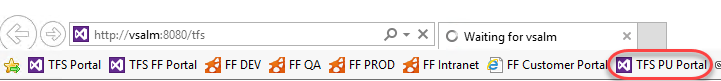 http://vsalm:8080/tfs Waiting for vsalm
TFS Portal TFS FF Portal FF DEV FF QA FF PROD FF Intranet FF Customer Portal TFS PU Portal